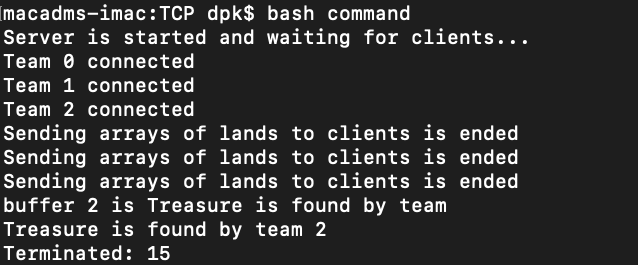 macadms-imac:TCP dpk$ bash command
Server is started and waiting for clients...
Team 0 connected
Team 1 connected
Team 2 connected
Sending arrays of lands to clients is ended
Sending arrays of lands to clients is ended
Sending arrays of lands to clients is ended
buffer 2 is Treasure is found by team
Treasure is found by team 2
Terminated: 15